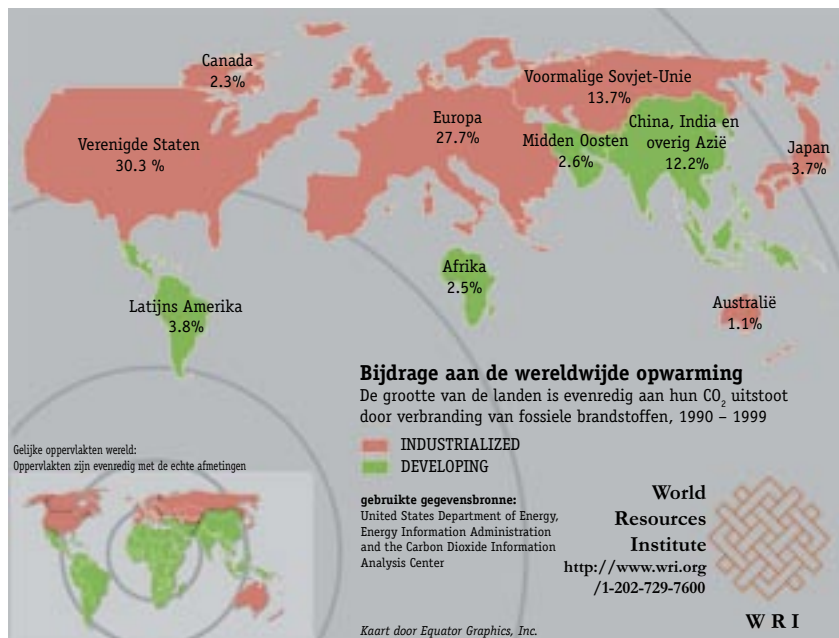 Canada
2.3%
Verenigde Staten
30.3 %
Europa
27.7%
Voormalige Sovjet-Unie
13.7%
Midden Oosten
2.6%
China, India en
overig Azië
12.2%
Japan
3.7%
Latijns Amerika
3.8%
Afrika
2.5%
Australië
1.1%
Bijdrage aan de wereldwijde opwarming
De grootte van de landen is evenredig aan hun CO₂ uitstoot
door verbranding van fossiele brandstoffen, 1990 – 1999
INDUSTRIALIZED
DEVELOPING
Gelijke oppervlakten wereld:
Oppervlakten zijn evenredig met de echte afmetingen
gebruikte gegevensbronne:
United States Department of Energy,
Energy Information Administration
and the Carbon Dioxide Information
Analysis Center
Kaart door Equator Graphics, Inc.
World
Resources
Institute
http://www.wri.org
/1-202-729-7600
W R I